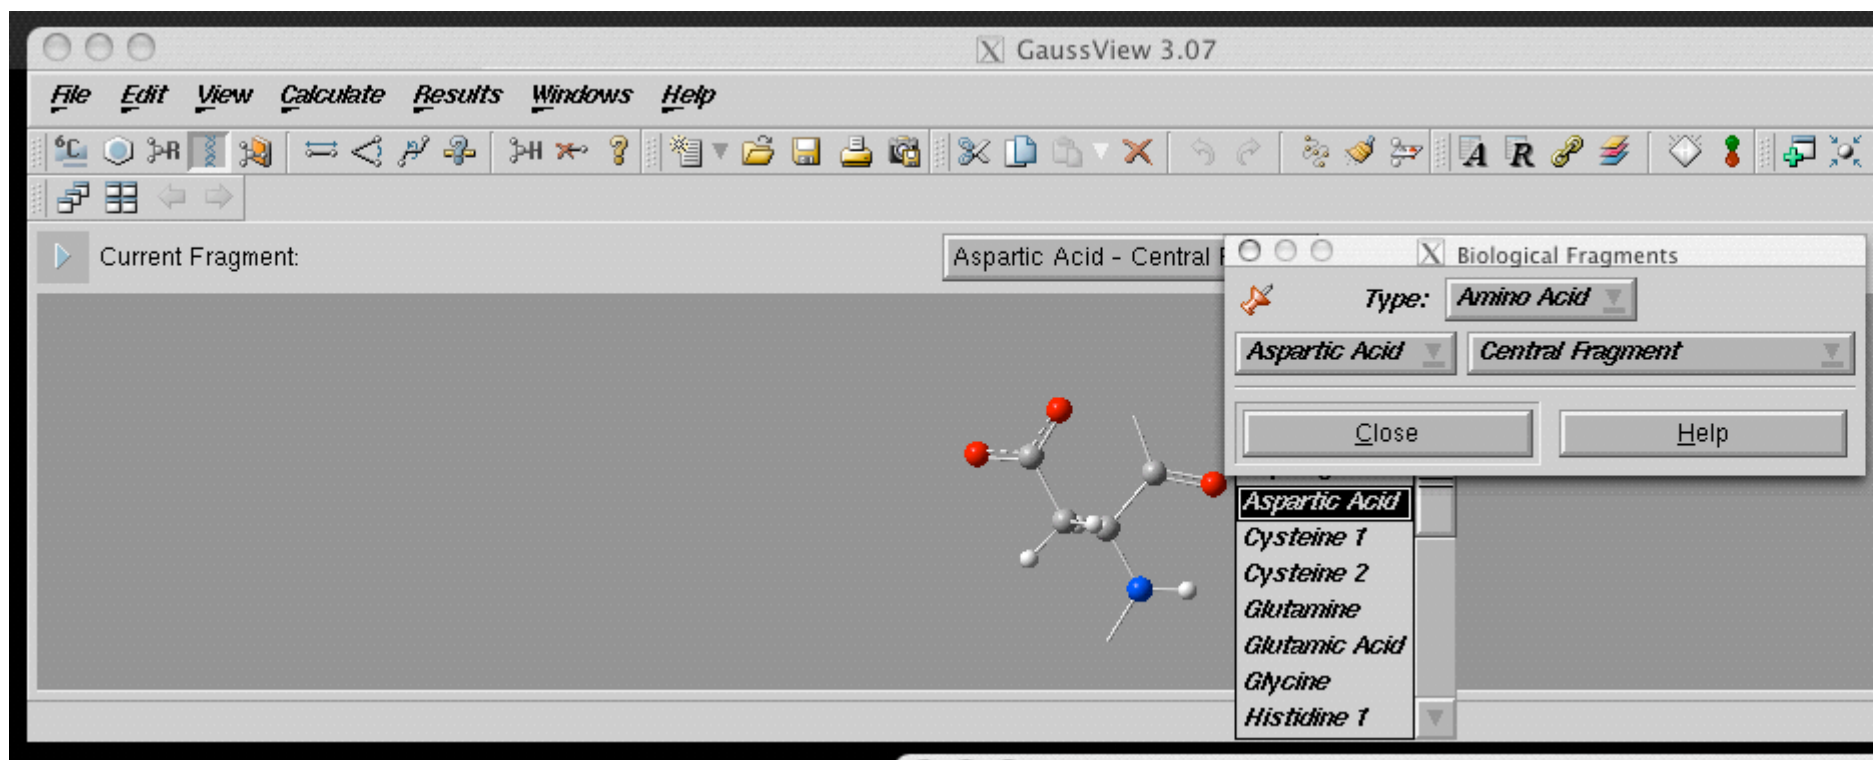 GaussView 3.07
File Edit View Calculate Results Windows Help
6C R H ? A R
Current Fragment:
Aspartic Acid - Central
Biological Fragments
Type: Amino Acid
Aspartic Acid Central Fragment
Close Help
Aspartic Acid
Cysteine 1
Cysteine 2
Glutamine
Glutamic Acid
Glycine
Histidine 1